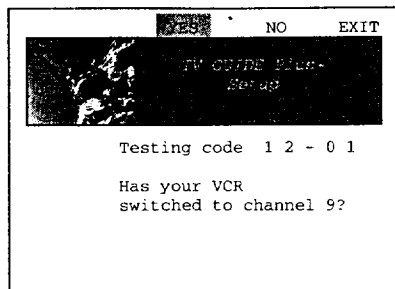 YES NO EXIT
TV GUIDE Plus+
Setup
Testing code 1 2 - 0 1
Has your VCR
switched to channel 9?